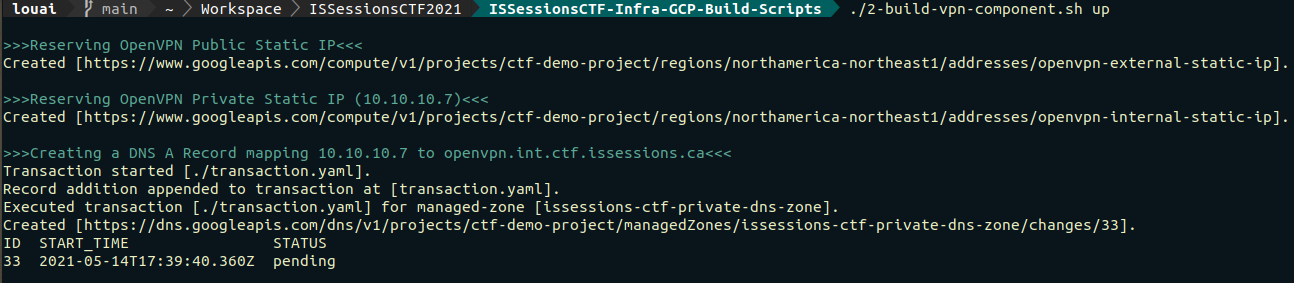 louai main ~ Workspace ISSessionsCTF2021 ISSessionsCTF-Infra-GCP-Build-Scripts ./2-build-vpn-component.sh up
>>>Reserving OpenVPN Public Static IP<<<
Created [https://www.googleapis.com/compute/v1/projects/ctf-demo-project/regions/northamerica-northeast1/addresses/openvpn-external-static-ip].
>>>Reserving OpenVPN Private Static IP (10.10.10.7)<<<
Created [https://www.googleapis.com/compute/v1/projects/ctf-demo-project/regions/northamerica-northeast1/addresses/openvpn-internal-static-ip].
>>>Creating a DNS A Record mapping 10.10.10.7 to openvpn.int.ctf.issessions.ca<<<
Transaction started [./transaction.yaml].
Record addition appended to transaction at [transaction.yaml].
Executed transaction [./transaction.yaml] for managed-zone [issessions-ctf-private-dns-zone].
Created [https://dns.googleapis.com/dns/v1/projects/ctf-demo-project/managedZones/issessions-ctf-private-dns-zone/changes/33].
ID  START_TIME                STATUS
33  2021-05-14T17:39:40.360Z  pending